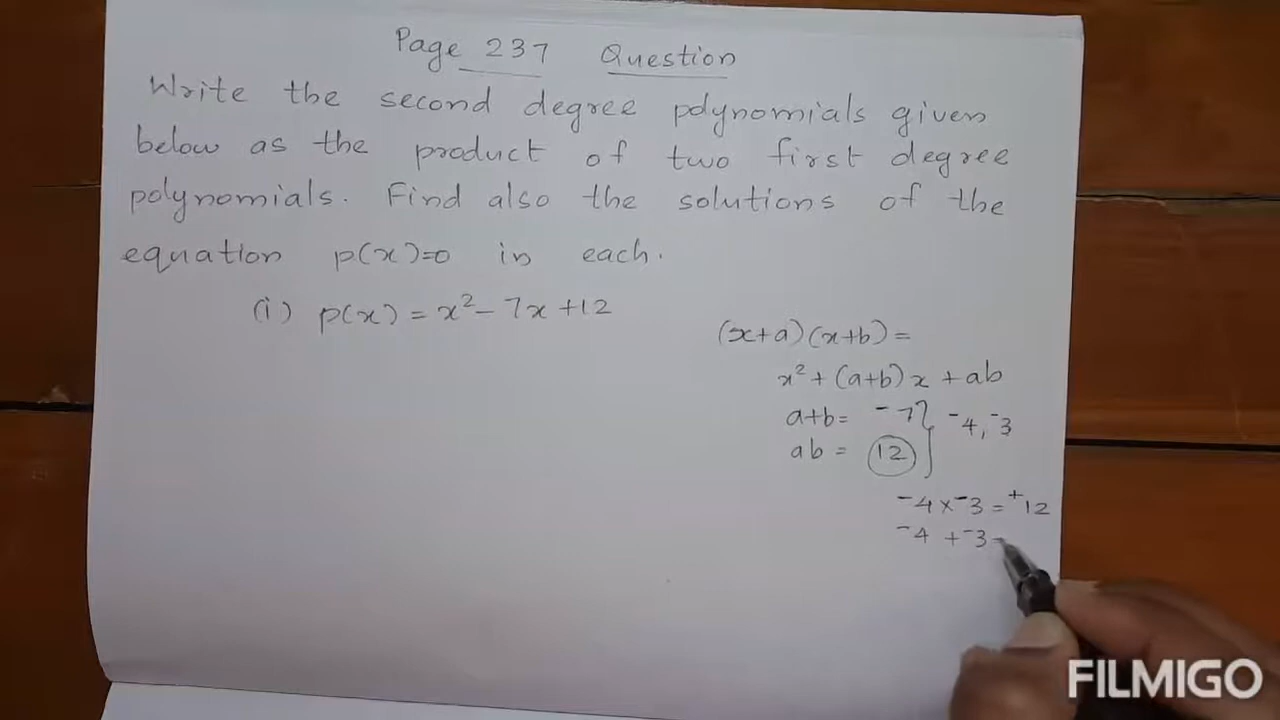 Page 237 Question
Write the second degree polynomials given
below as the product of two first degree
polynomials. Find also the solutions of the
equation p(x)=0 in each.
(i) p(x) = x² - 7x + 12
(x+a)(x+b) =
x² + (a+b)x + ab
a+b = ⁻7} ⁻4, ⁻3
ab = 12
⁻4 x ⁻3 = ⁺12
⁻4 + ⁻3 =
FILMIGO